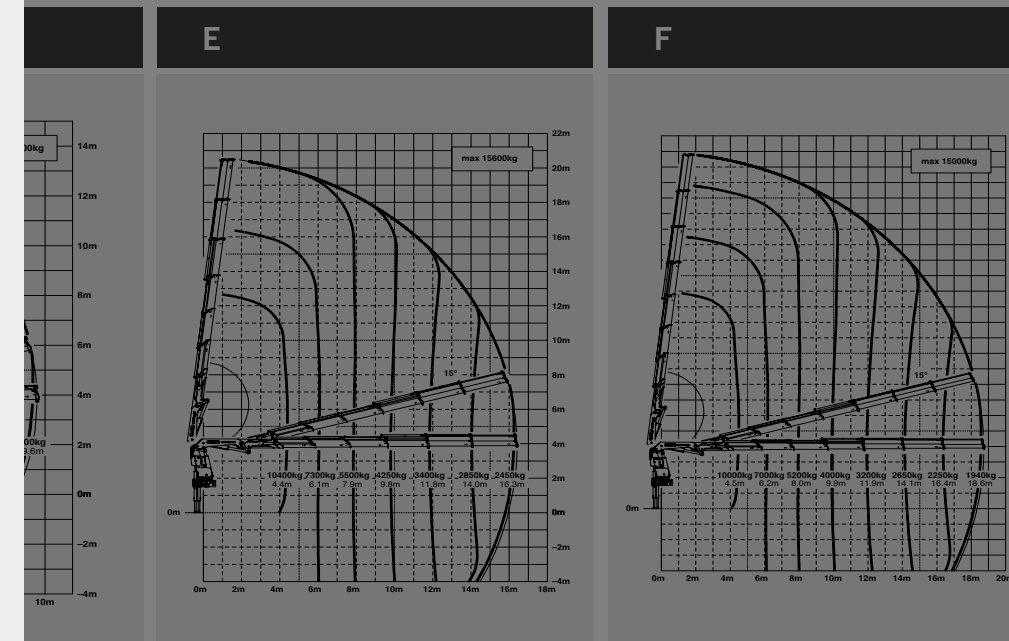 E
F
14m
12m
10m
8m
6m
4m
2m
0m
–2m
–4m
10m
00kg
00kg
9.6m
max 15600kg
22m
20m
18m
16m
14m
12m
10m
8m
6m
4m
2m
0m
–2m
–4m
15°
10400kg 7300kg 5500kg 4250kg 3400kg 2850kg 2450kg
4.4m 6.1m 7.9m 9.8m 11.8m 14.0m 16.3m
0m
0m 2m 4m 6m 8m 10m 12m 14m 16m 18m
max 15000kg
15°
10000kg 7000kg 5200kg 4000kg 3200kg 2650kg 2250kg 1940kg
4.5m 6.2m 8.0m 9.9m 11.9m 14.1m 16.4m 18.6m
0m
0m 2m 4m 6m 8m 10m 12m 14m 16m 18m 20